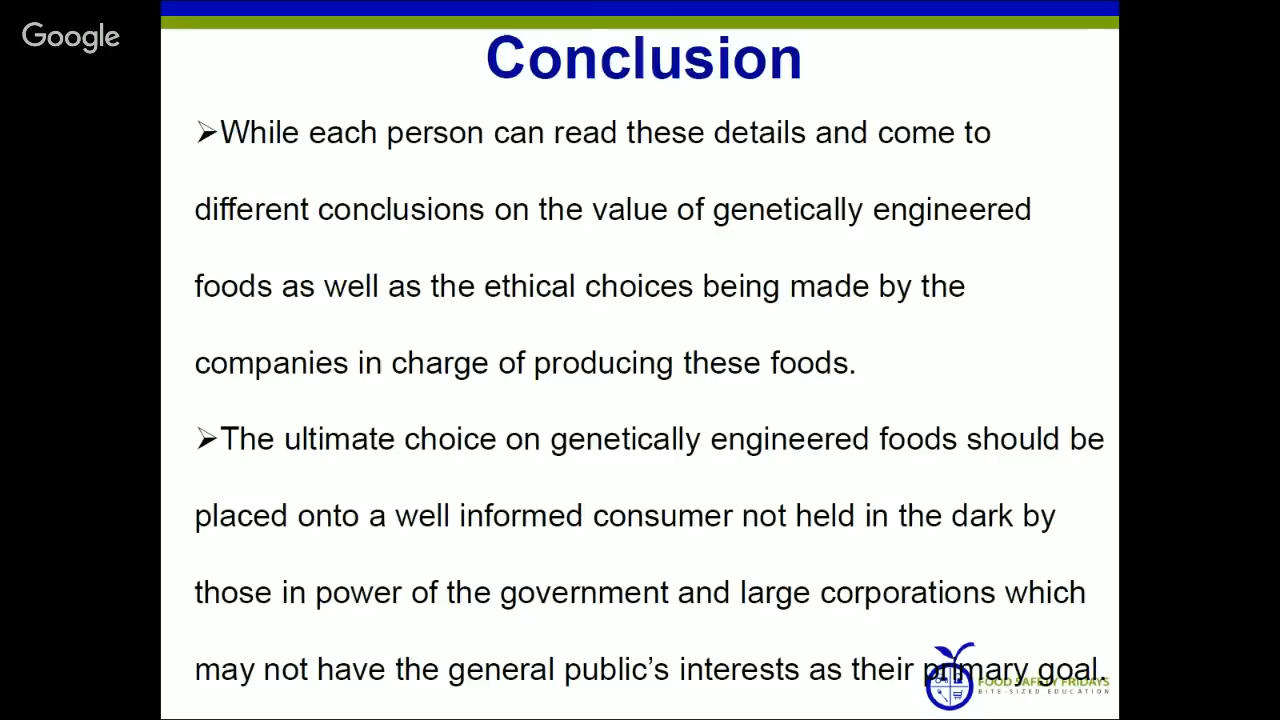 Google
Conclusion
➢While each person can read these details and come to
different conclusions on the value of genetically engineered
foods as well as the ethical choices being made by the
companies in charge of producing these foods.
➢The ultimate choice on genetically engineered foods should be
placed onto a well informed consumer not held in the dark by
those in power of the government and large corporations which
may not have the general public's interests as their primary goal.
FOOD SAFETY FRIDAYS
BITE-SIZED EDUCATION